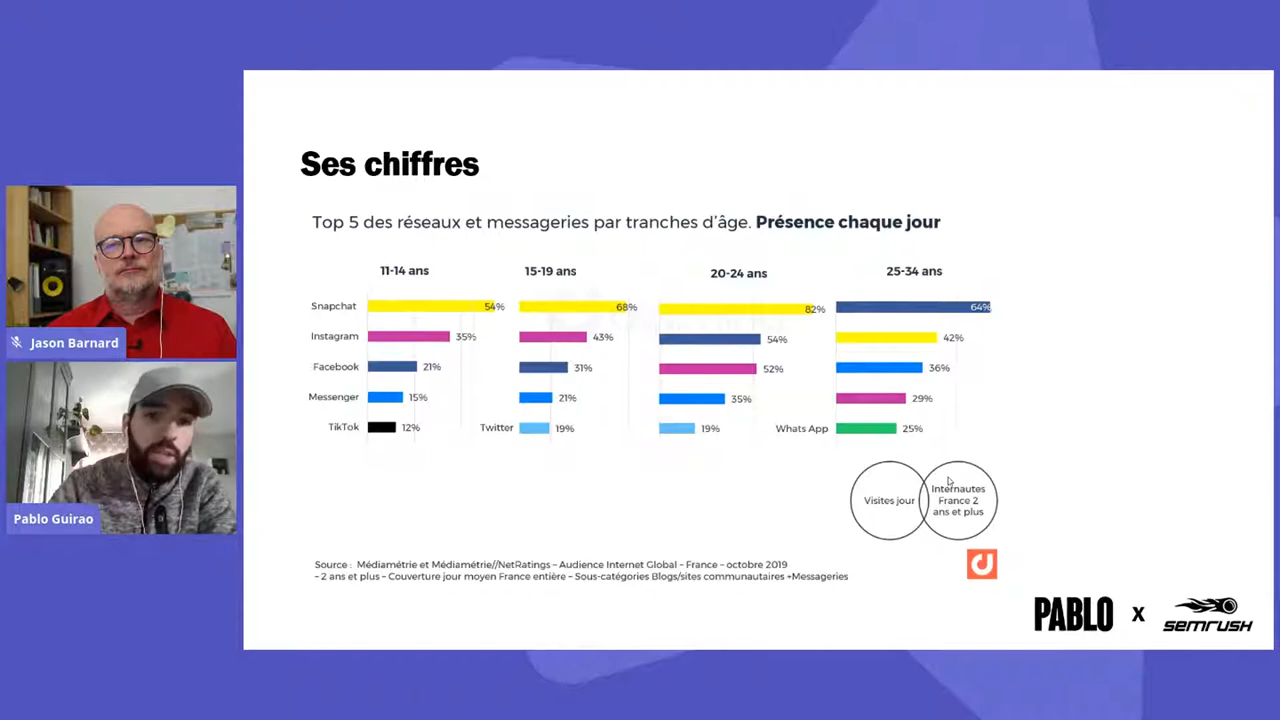 Ses chiffres
Top 5 des réseaux et messageries par tranches d'âge. Présence chaque jour
11-14 ans
15-19 ans
20-24 ans
25-34 ans
Snapchat 54% 68% 82% 64%
Instagram 35% 43% 54% 42%
Facebook 21% 31% 52% 36%
Messenger 15% 21% 35% 29%
TikTok 12% Twitter 19% 19% Whats App 25%
Visites jour
Internautes
France 2
ans et plus
Source : Médiamétrie et Médiamétrie//NetRatings – Audience Internet Global – France – octobre 2019
– 2 ans et plus – Couverture jour moyen France entière – Sous-catégories Blogs/sites communautaires +Messageries
PABLO X SEMRUSH
Jason Barnard
Pablo Guirao